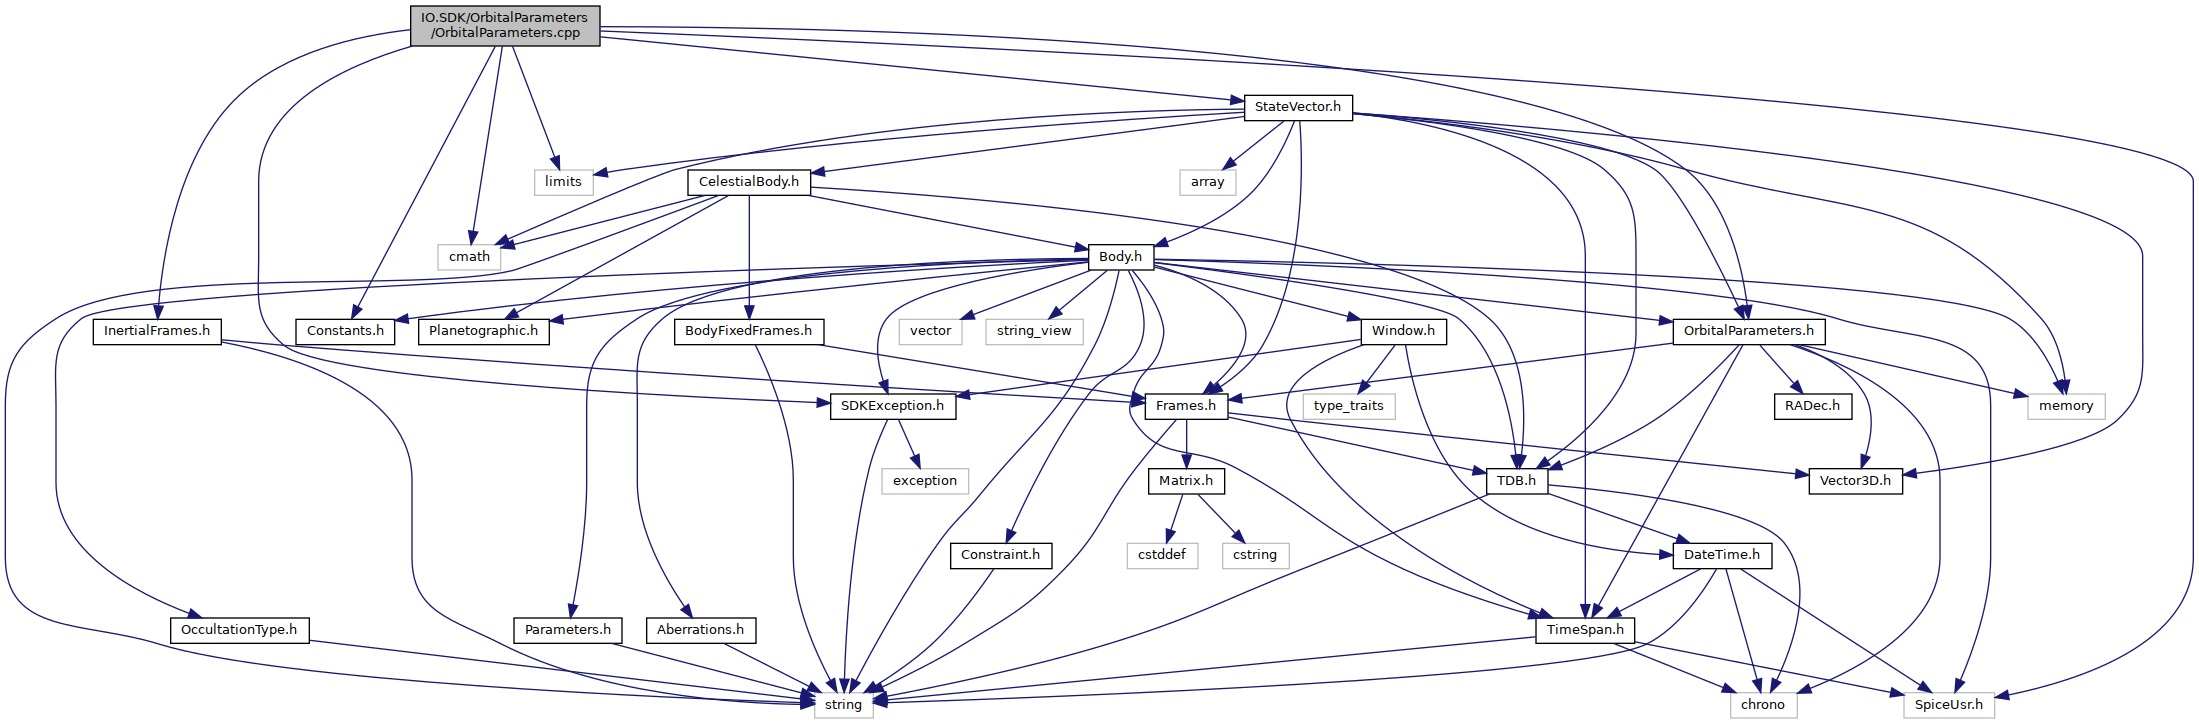 IO.SDK/OrbitalParameters
/OrbitalParameters.cpp
StateVector.h
limits
CelestialBody.h
array
cmath
Body.h
InertialFrames.h
Constants.h
Planetographic.h
BodyFixedFrames.h
vector
string_view
Window.h
OrbitalParameters.h
SDKException.h
Frames.h
type_traits
RADec.h
memory
exception
Matrix.h
TDB.h
Vector3D.h
Constraint.h
cstddef
cstring
DateTime.h
OccultationType.h
Parameters.h
Aberrations.h
TimeSpan.h
string
chrono
SpiceUsr.h